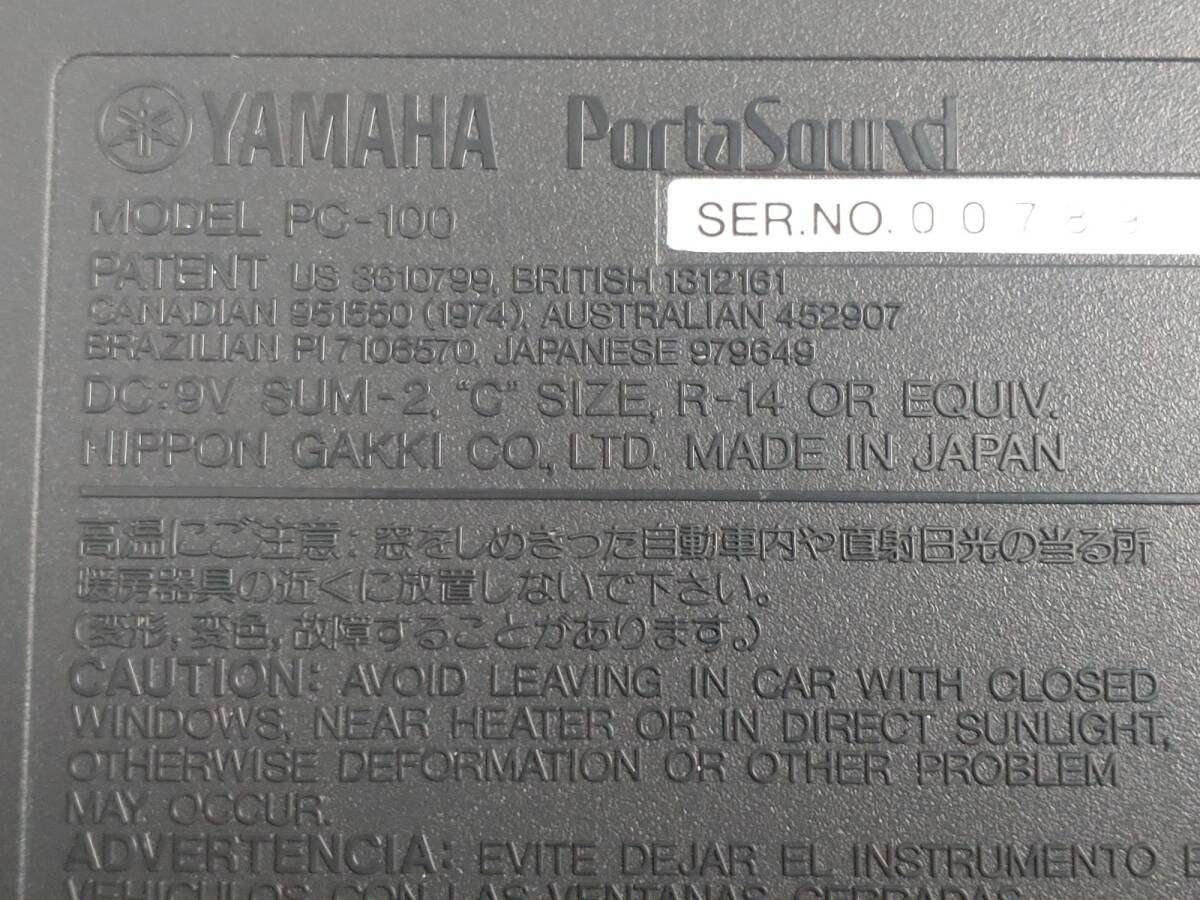 YAMAHA PortaSound
MODEL PC-100
SER.NO. 00789
PATENT US 3610799, BRITISH 1312161
CANADIAN 951550 (1974), AUSTRALIAN 452907
BRAZILIAN PI 7106570, JAPANESE 979649
DC:9V SUM-2, "C" SIZE, R-14 OR EQUIV.
NIPPON GAKKI CO., LTD. MADE IN JAPAN
高温にご注意:窓をしめきった自動車内や直射日光の当る所
暖房器具の近くに放置しないで下さい。
(変形, 変色, 故障することがあります。)
CAUTION: AVOID LEAVING IN CAR WITH CLOSED
WINDOWS, NEAR HEATER OR IN DIRECT SUNLIGHT,
OTHERWISE DEFORMATION OR OTHER PROBLEM
MAY OCCUR.
ADVERTENCIA: EVITE DEJAR EL INSTRUMENTO E
VEHICULOS CON LAS VENTANAS CERRADAS